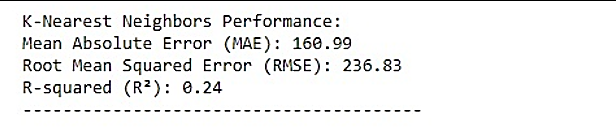 K-Nearest Neighbors Performance:
Mean Absolute Error (MAE): 160.99
Root Mean Squared Error (RMSE): 236.83
R-squared (R²): 0.24
----------------------------------------